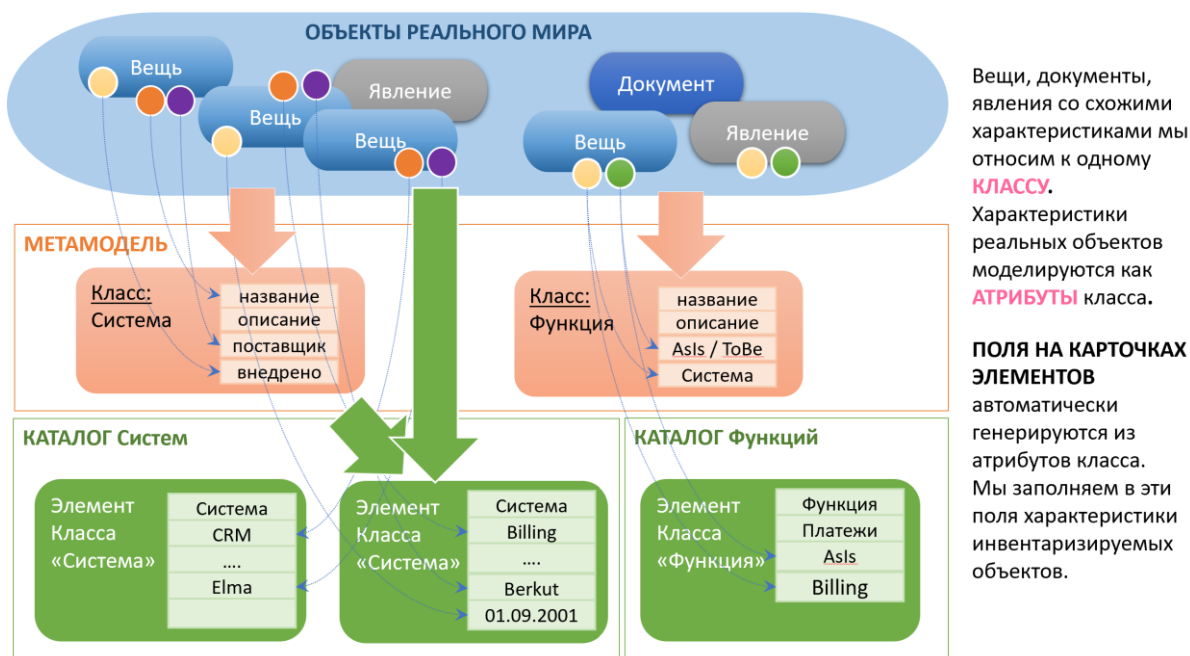 ОБЪЕКТЫ РЕАЛЬНОГО МИРА
Вещь
Явление
Вещь
Вещь
Документ
Явление
Вещь
МЕТАМОДЕЛЬ
Класс:
Система
название
описание
поставщик
внедрено
Класс:
Функция
название
описание
AsIs / ToBe
Система
КАТАЛОГ Систем
Элемент
Класса
«Система»
Система
CRM
....
Elma
Элемент
Класса
«Система»
Система
Billing
....
Berkut
01.09.2001
КАТАЛОГ Функций
Элемент
Класса
«Функция»
Функция
Платежи
AsIs
Billing
Вещи, документы,
явления со схожими
характеристиками мы
относим к одному
КЛАССУ.
Характеристики
реальных объектов
моделируются как
АТРИБУТЫ класса.
ПОЛЯ НА КАРТОЧКАХ
ЭЛЕМЕНТОВ
автоматически
генерируются из
атрибутов класса.
Мы заполняем в эти
поля характеристики
инвентаризируемых
объектов.